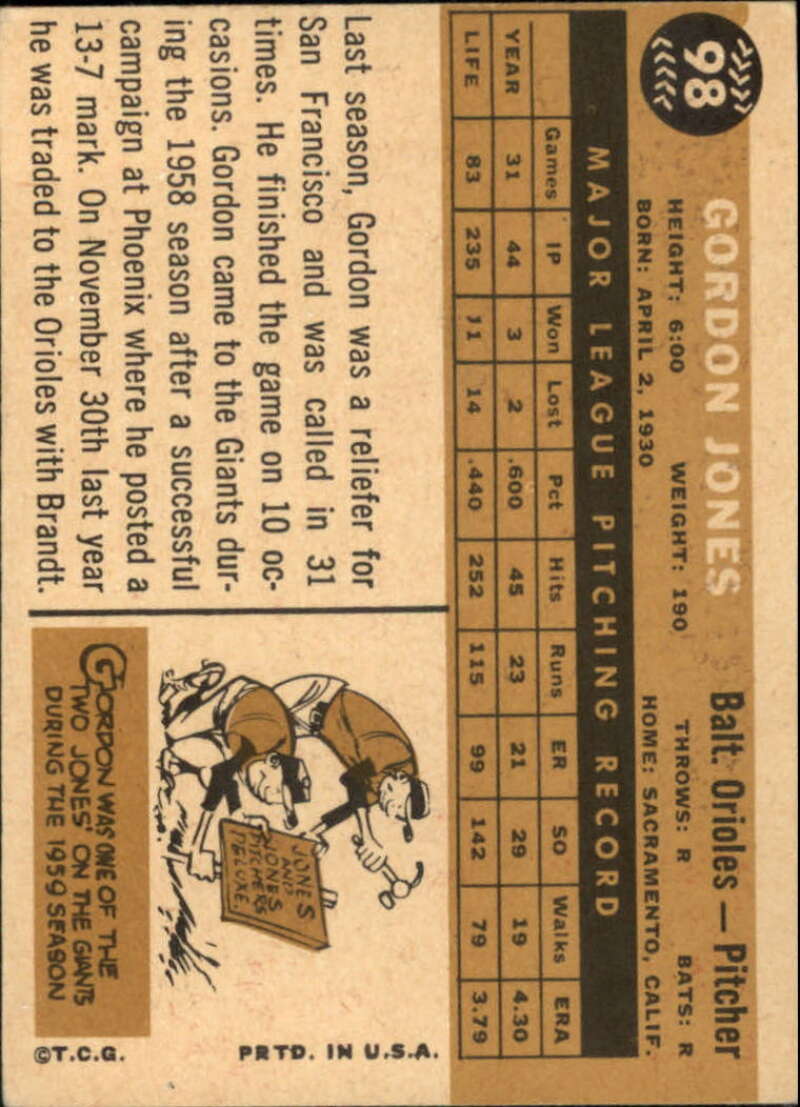 98
GORDON JONES
Balt. Orioles — Pitcher
HEIGHT: 6:00 WEIGHT: 190 THROWS: R BATS: R
BORN: APRIL 2, 1930 HOME: SACRAMENTO, CALIF.
MAJOR LEAGUE PITCHING RECORD
Games IP Won Lost Pct Hits Runs ER SO Walks ERA
YEAR 31 44 3 2 .600 45 23 21 29 19 4.30
LIFE 83 235 11 14 .440 252 115 99 142 79 3.79
Last season, Gordon was a reliefer for
San Francisco and was called in 31
times. He finished the game on 10 oc-
casions. Gordon came to the Giants dur-
ing the 1958 season after a successful
campaign at Phoenix where he posted a
13-7 mark. On November 30th last year
he was traded to the Orioles with Brandt.
JONES
AND
JONES
PITCHERS
DELUXE
GORDON WAS ONE OF THE
TWO JONES' ON THE GIANTS
DURING THE 1959 SEASON
PRTD. IN U.S.A.
©T.C.G.